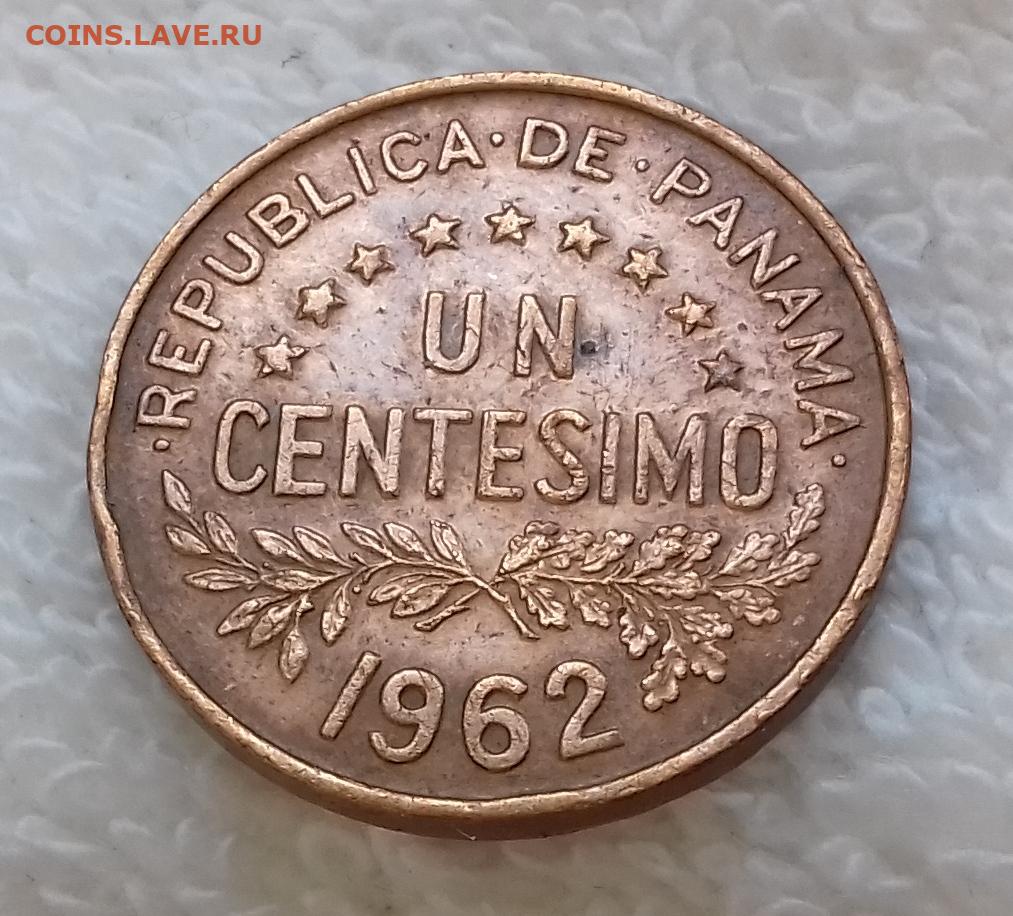 COINS.LAVE.RU
·REPUBLICA·DE·PANAMA·
UN
CENTESIMO
1962